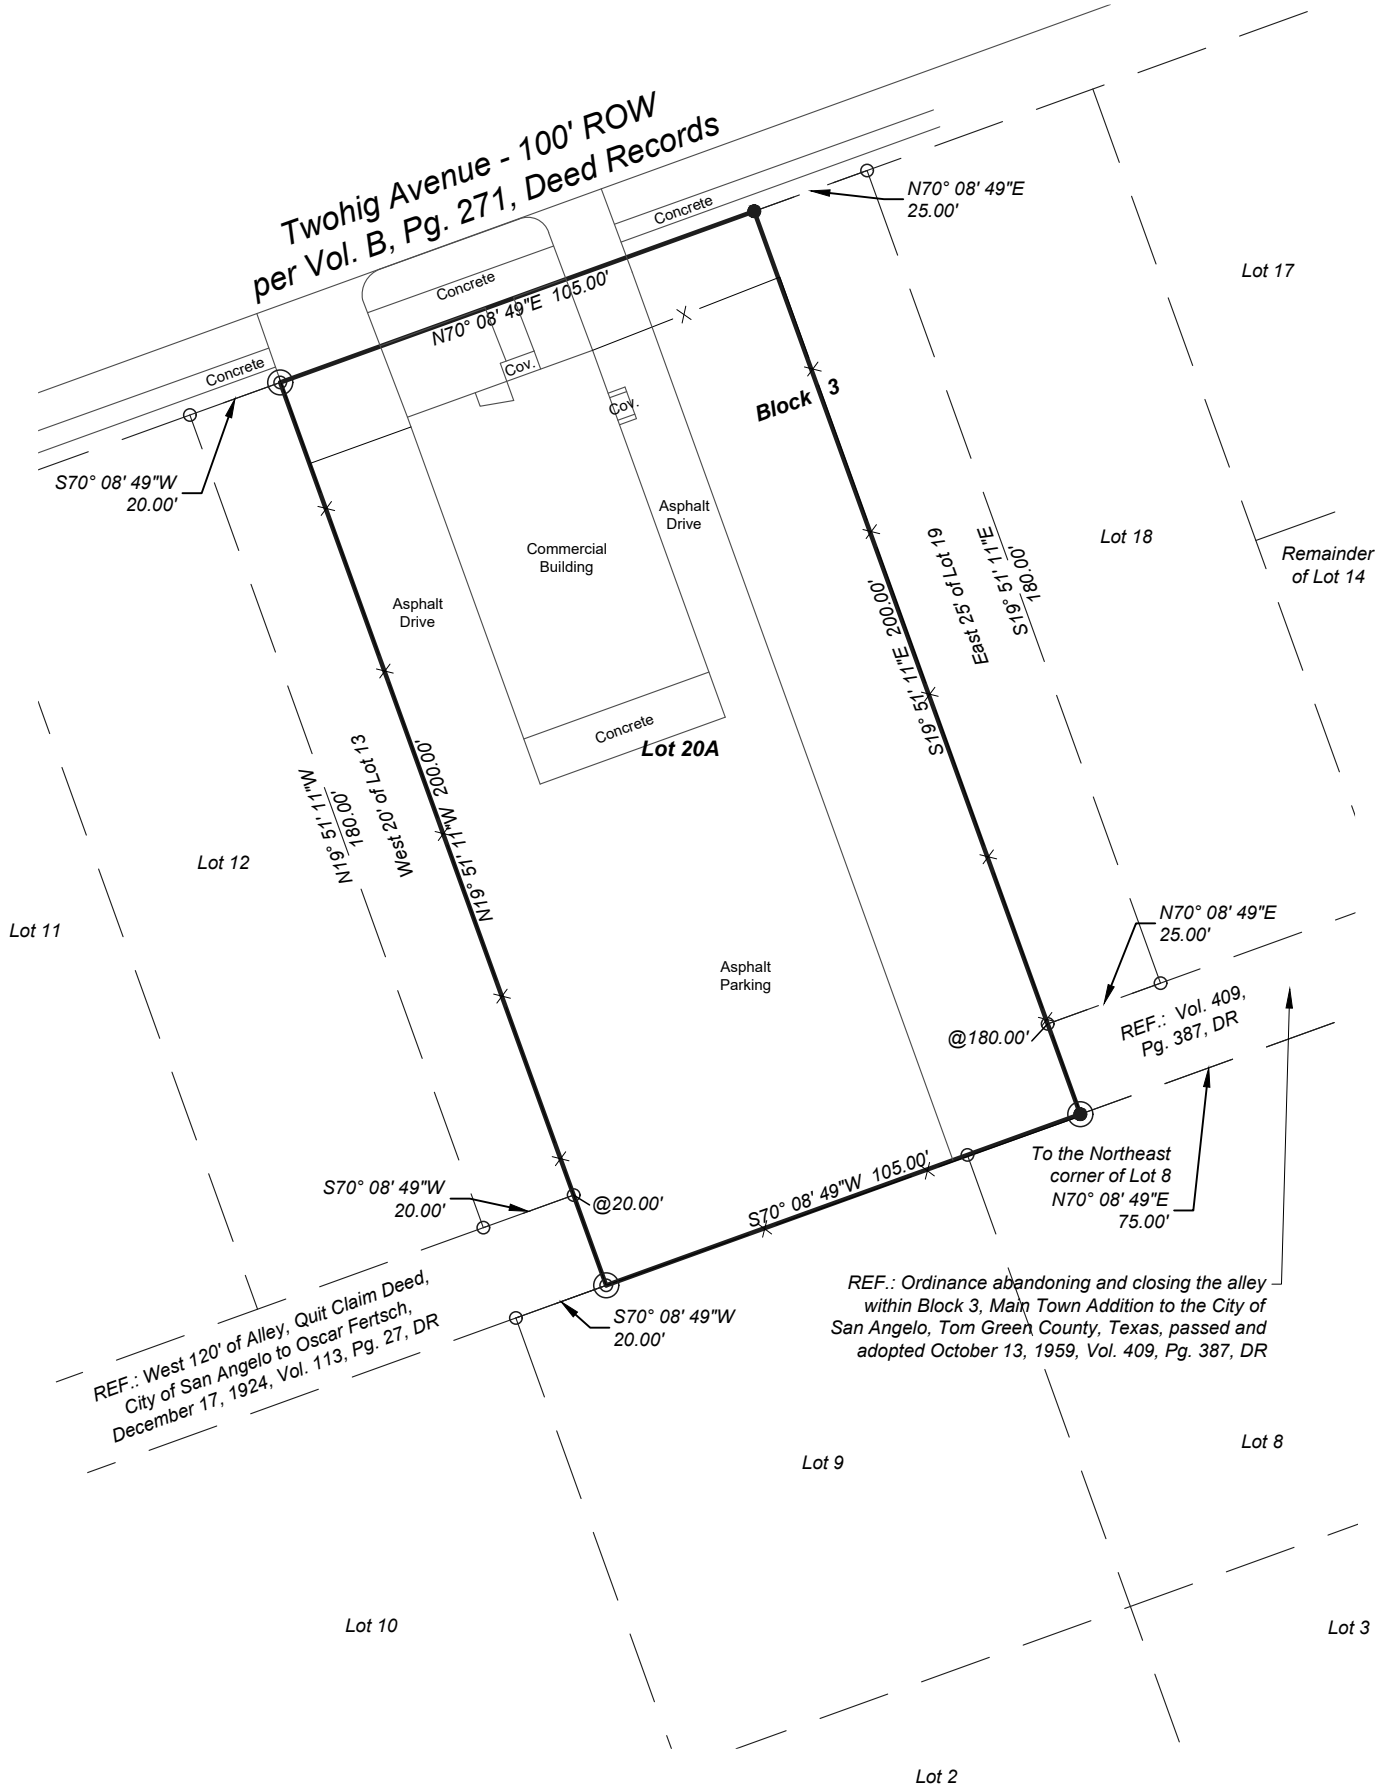 Twohig Avenue - 100' ROW
per Vol. B, Pg. 271, Deed Records
N70° 08' 49"E
25.00'
Concrete
Lot 17
Concrete
N70° 08' 49"E 105.00'
Concrete
Cov.
Cov.
Block 3
S70° 08' 49"W
20.00'
Asphalt
Drive
Commercial
Building
Asphalt
Drive
East 25' of Lot 19
S19° 51' 11"E
180.00'
S19° 51' 11"E 200.00'
Lot 18
Remainder
of Lot 14
Concrete
Lot 20A
N19° 51' 11"W
180.00'
West 20' of Lot 13
N19° 51' 11"W 200.00'
Lot 12
Lot 11
Asphalt
Parking
N70° 08' 49"E
25.00'
@180.00'
REF.: Vol. 409,
Pg. 387, DR
To the Northeast
corner of Lot 8
N70° 08' 49"E
75.00'
S70° 08' 49"W 105.00'
S70° 08' 49"W
20.00'
@20.00'
S70° 08' 49"W
20.00'
REF.: Ordinance abandoning and closing the alley
within Block 3, Main Town Addition to the City of
San Angelo, Tom Green County, Texas, passed and
adopted October 13, 1959, Vol. 409, Pg. 387, DR
REF.: West 120' of Alley, Quit Claim Deed,
City of San Angelo to Oscar Fertsch,
December 17, 1924, Vol. 113, Pg. 27, DR
Lot 8
Lot 9
Lot 10
Lot 3
Lot 2